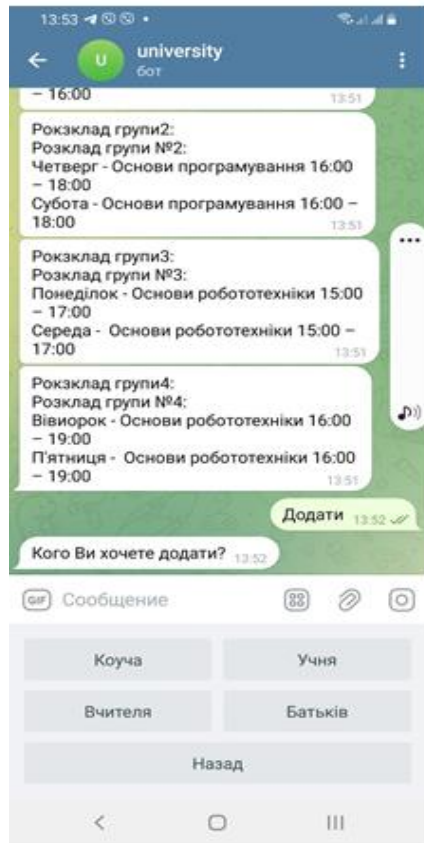 13:53
university
бот
– 16:00
13:51
Рокзклад групи2:
Розклад групи №2:
Четверг - Основи програмування 16:00
– 18:00
Субота - Основи програмування 16:00 –
18:00
13:51
Рокзклад групи3:
Розклад групи №3:
Понеділок - Основи робототехніки 15:00
– 17:00
Середа - Основи робототехніки 15:00 –
17:00
13:51
Рокзклад групи4:
Розклад групи №4:
Вівиорок - Основи робототехніки 16:00
– 19:00
П'ятниця - Основи робототехніки 16:00
– 19:00
13:51
Додати 13:52
Кого Ви хочете додати? 13:52
GIF Сообщение
Коуча Учня
Вчителя Батьків
Назад